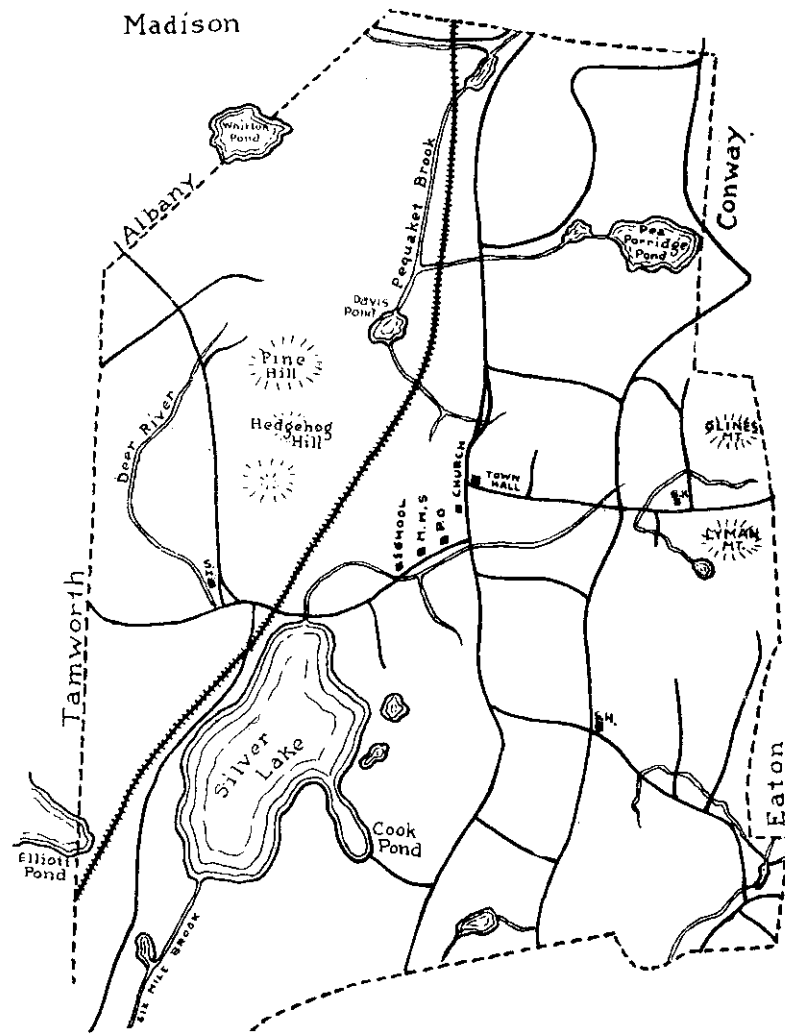 Madison
Whitton
Pond
Albany
Conway
Pequaket Brook
Pea
Porridge
Pond
Davis
Pond
Pine
Hill
Hedgehog
Hill
Deer River
GLINES
MT.
CHURCH
TOWN
HALL
S.H.
SCHOOL
M.M.S
P.O
LYMAN
MT.
Tamworth
Silver
Lake
S.H.
Eaton
Cook
Pond
Elliott
Pond
SIX MILE BROOK